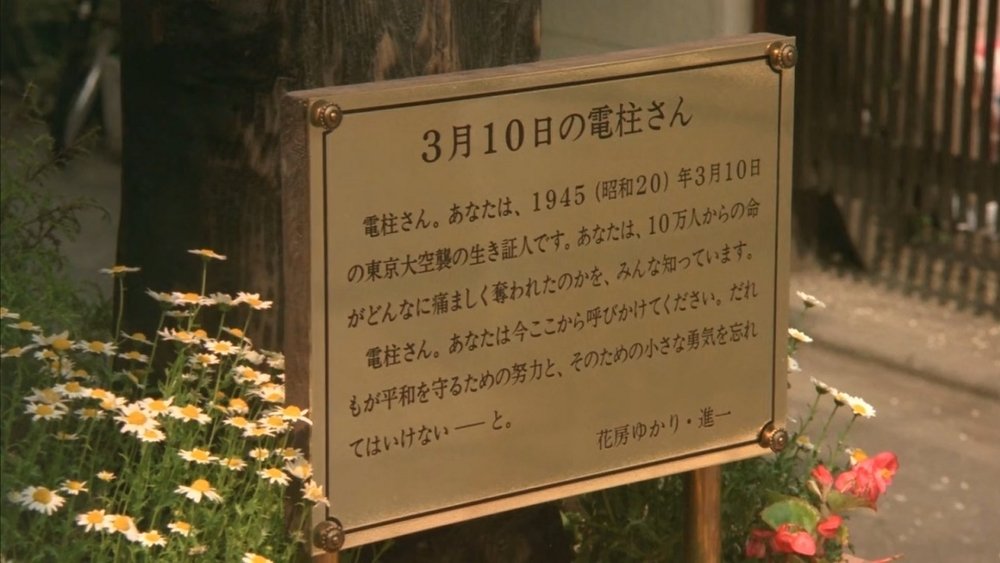 3月10日の電柱さん
電柱さん。あなたは、1945（昭和20）年3月10日
の東京大空襲の生き証人です。あなたは、10万人からの命
がどんなに痛ましく奪われたのかを、みんな知っています。
電柱さん。あなたは今ここから呼びかけてください。だれ
もが平和を守るための努力と、そのための小さな勇気を忘れ
てはいけない――と。
花房ゆかり・進一